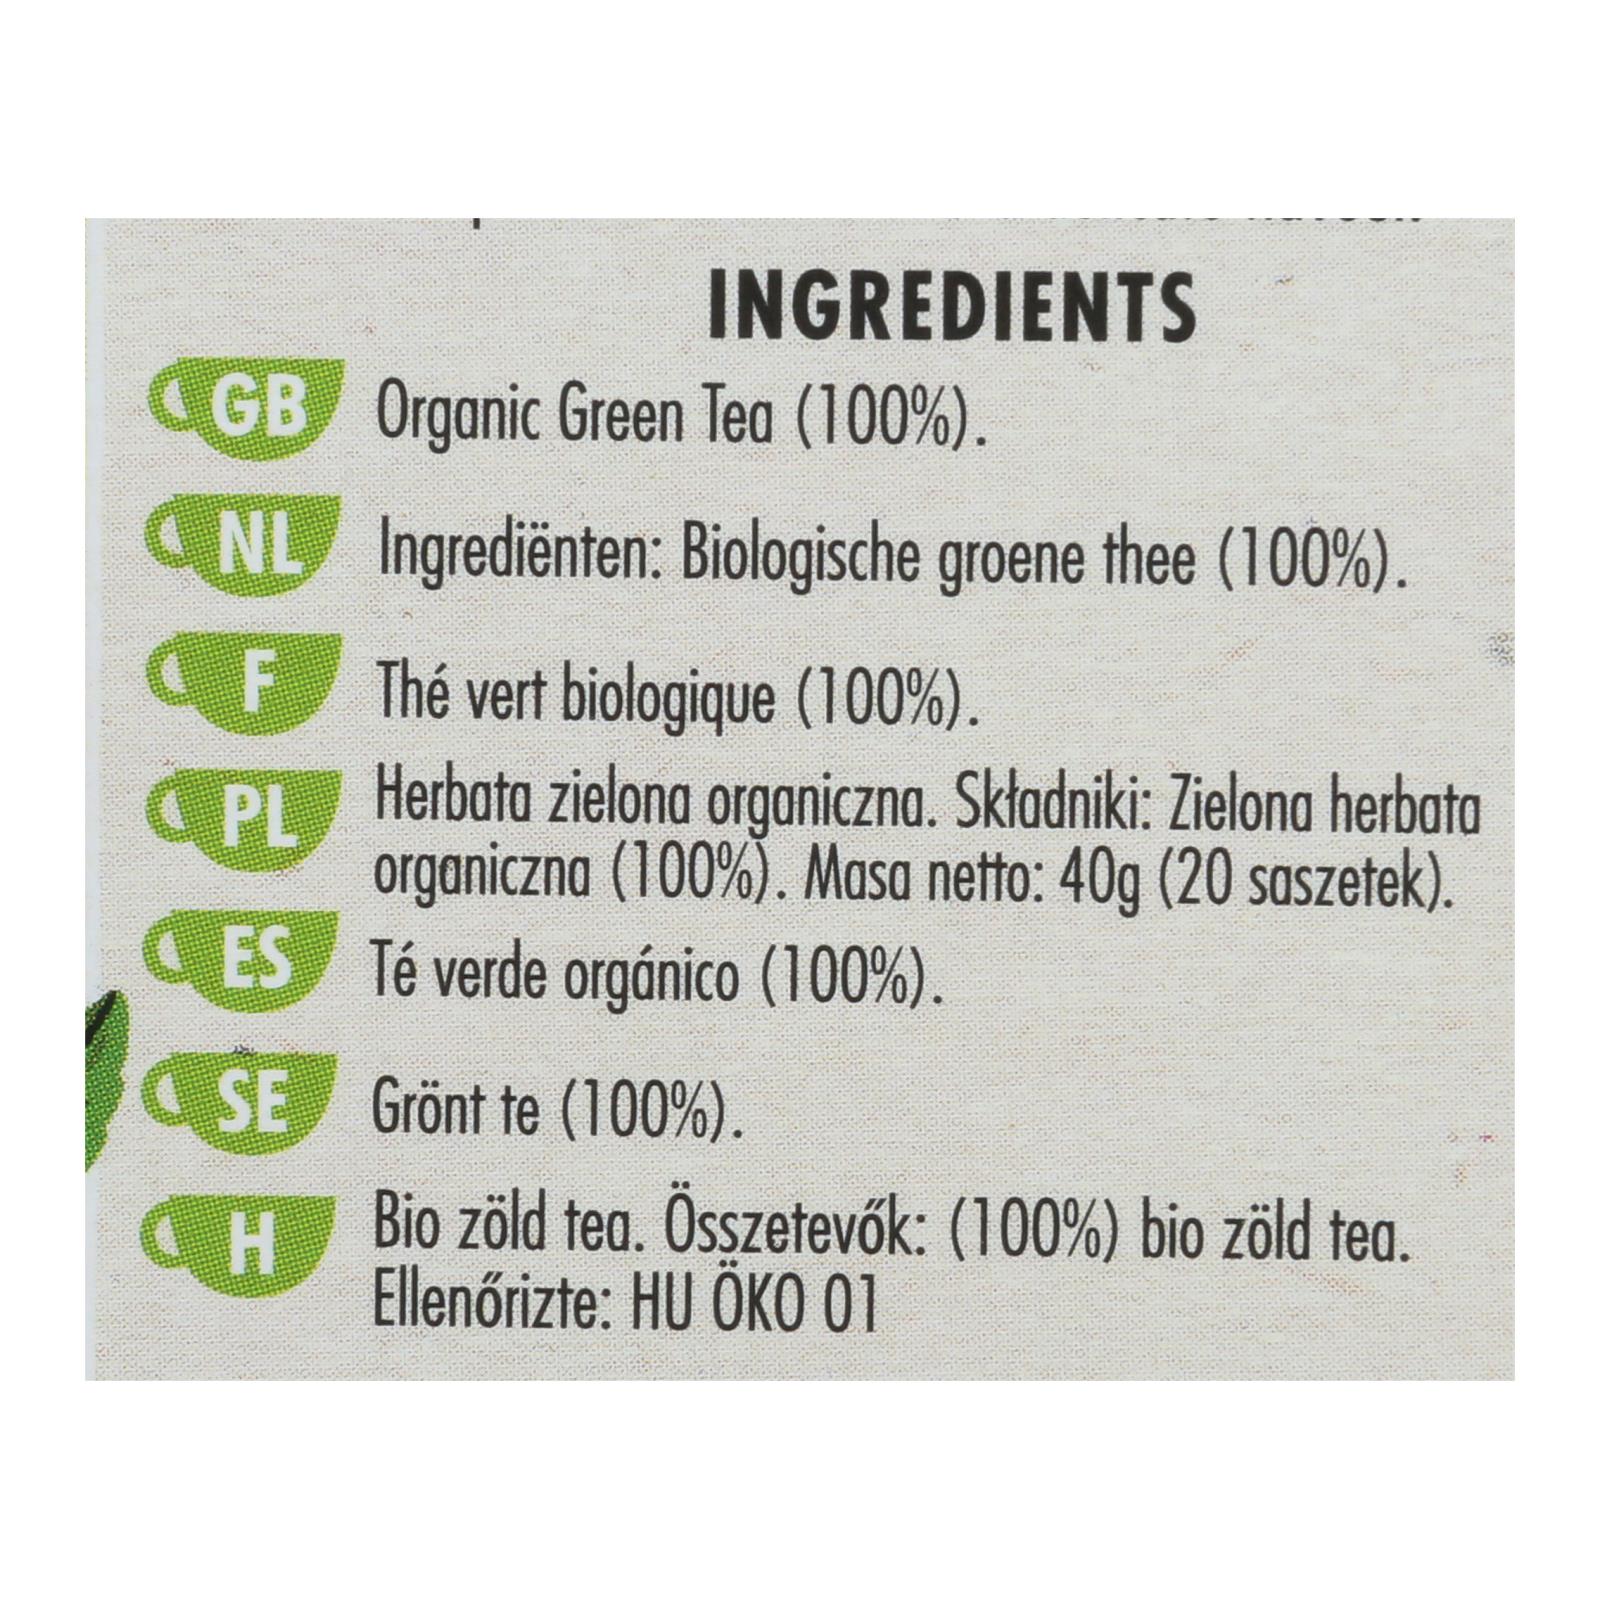 INGREDIENTS
GB Organic Green Tea (100%).
NL Ingrediënten: Biologische groene thee (100%).
F Thé vert biologique (100%).
PL Herbata zielona organiczna. Składniki: Zielona herbata
organiczna (100%). Masa netto: 40g (20 saszetek).
ES Té verde orgánico (100%).
SE Grönt te (100%).
H Bio zöld tea. Összetevők: (100%) bio zöld tea.
Ellenőrizte: HU ÖKO 01